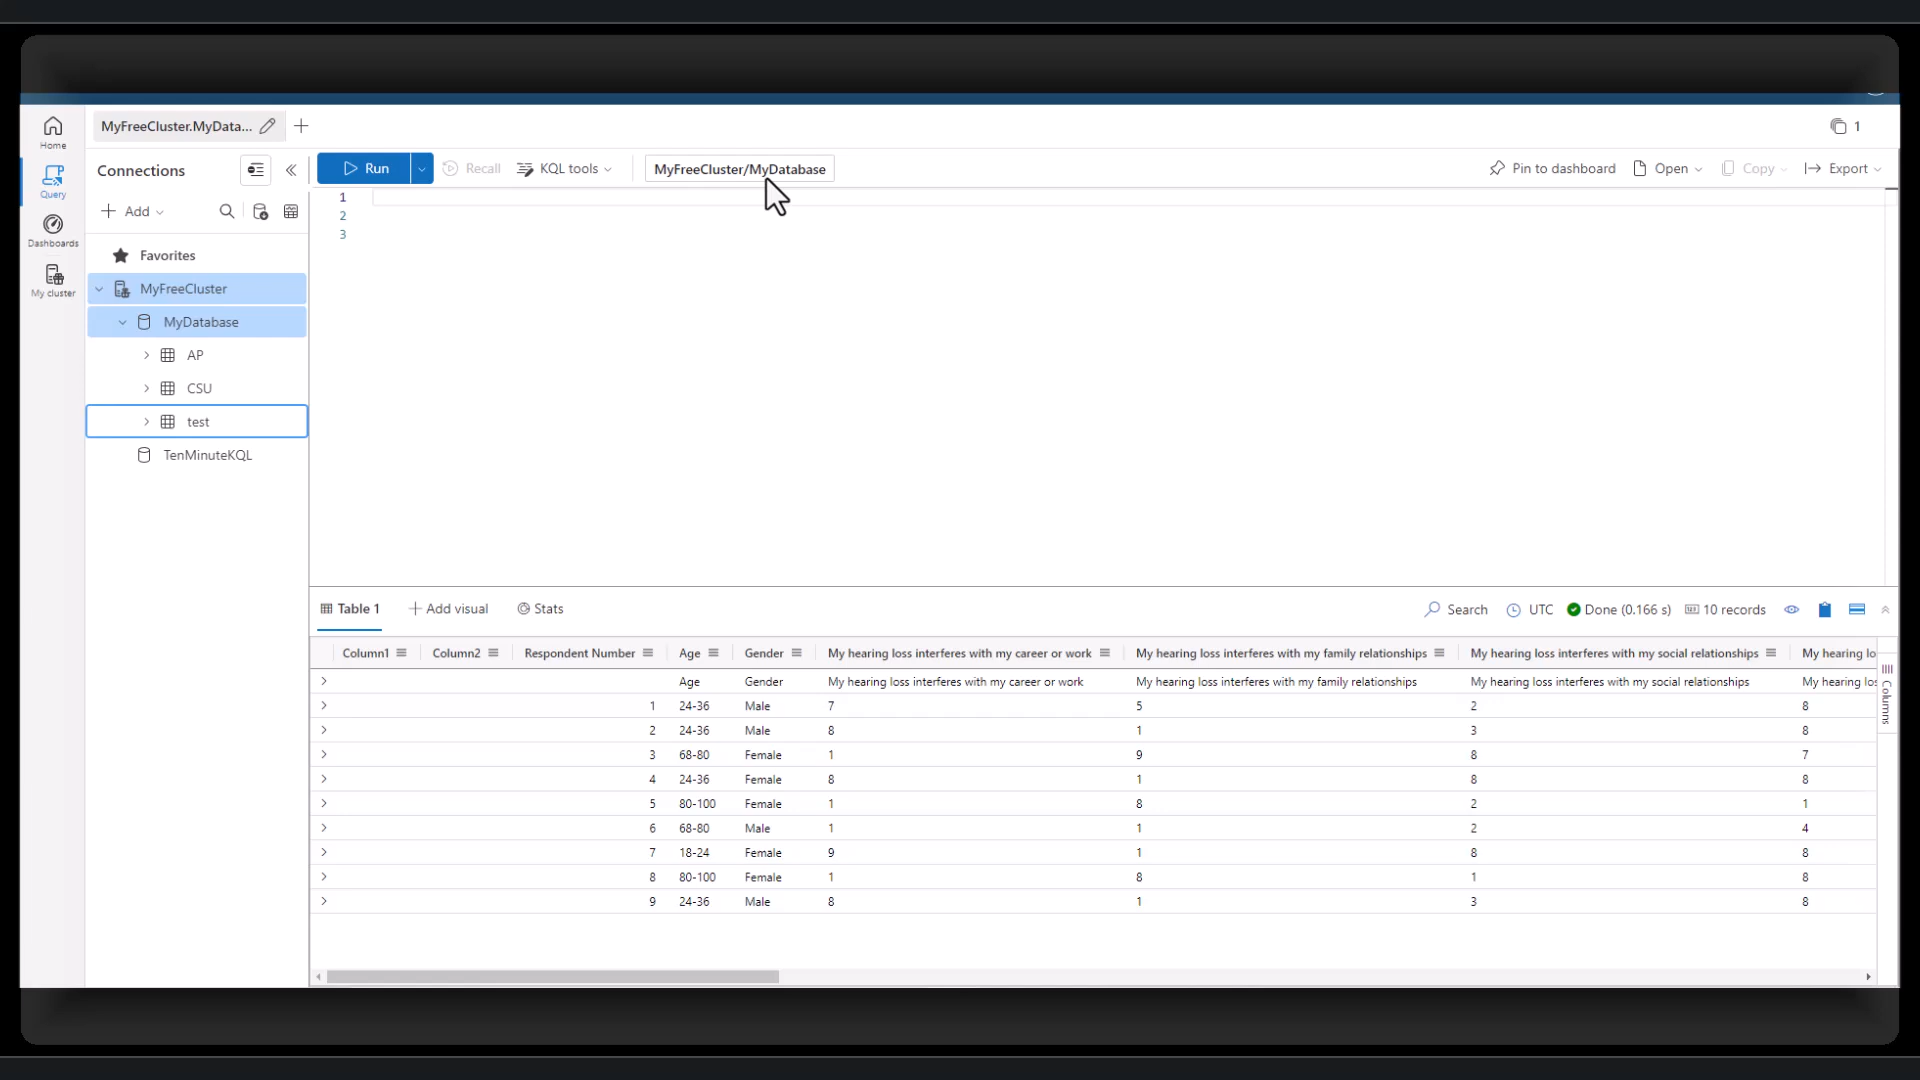 MyFreeCluster.MyData...
1
Home
Query
Dashboards
My cluster
Connections
Add
Favorites
MyFreeCluster
MyDatabase
AP
CSU
test
TenMinuteKQL
Run
Recall
KQL tools
MyFreeCluster/MyDatabase
Pin to dashboard
Open
Copy
Export
1
2
3
Table 1
Add visual
Stats
Search
UTC
Done (0.166 s)
10 records
Column1 Column2 Respondent Number Age Gender My hearing loss interferes with my career or work My hearing loss interferes with my family relationships My hearing loss interferes with my social relationships My hearing lo
Age Gender My hearing loss interferes with my career or work My hearing loss interferes with my family relationships My hearing loss interferes with my social relationships My hearing los
1 24-36 Male 7 5 2 8
2 24-36 Male 8 1 3 8
3 68-80 Female 1 9 8 7
4 24-36 Female 8 1 8 8
5 80-100 Female 1 8 2 1
6 68-80 Male 1 1 2 4
7 18-24 Female 9 1 8 8
8 80-100 Female 1 8 1 8
9 24-36 Male 8 1 3 8
Columns